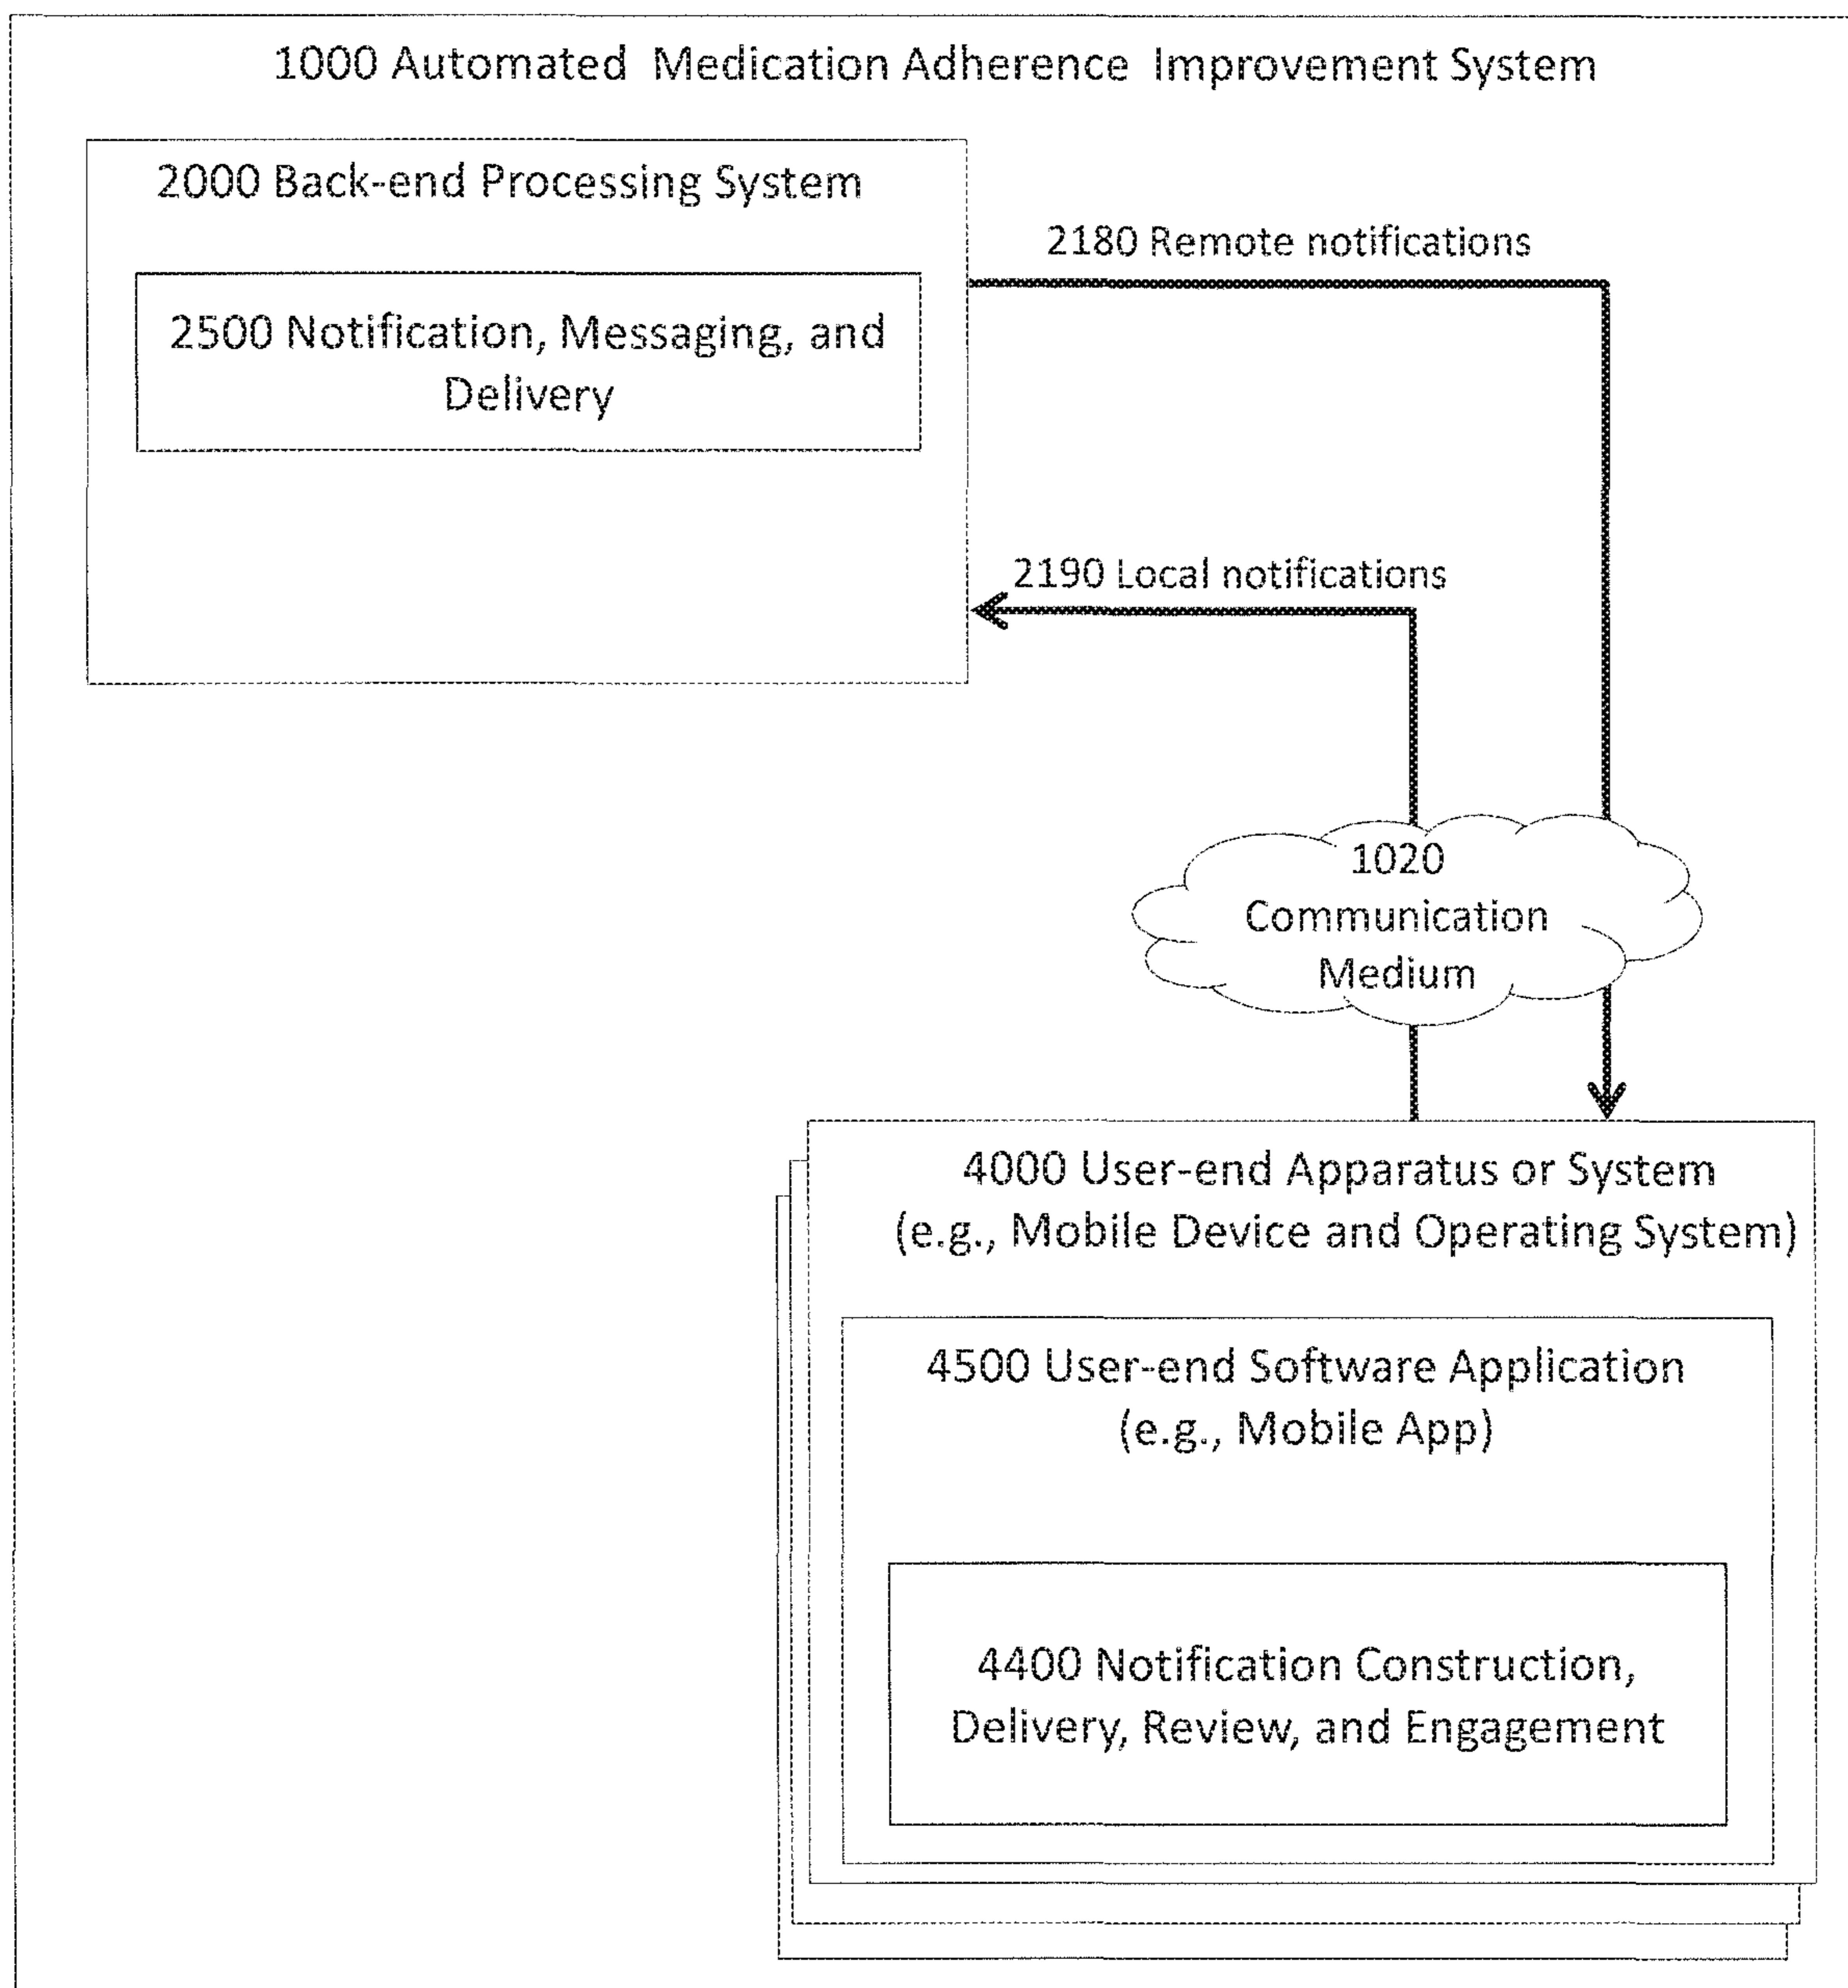 1000 Automated Medication Adherence Improvement System
2000 Back-end Processing System
2180 Remote notifications
2500 Notification, Messaging, and
Delivery
2190 Local notifications
1020
Communication
Medium
4000 User-end Apparatus or System
(e.g., Mobile Device and Operating System)
4500 User-end Software Application
(e.g., Mobile App)
4400 Notification Construction,
Delivery, Review, and Engagement